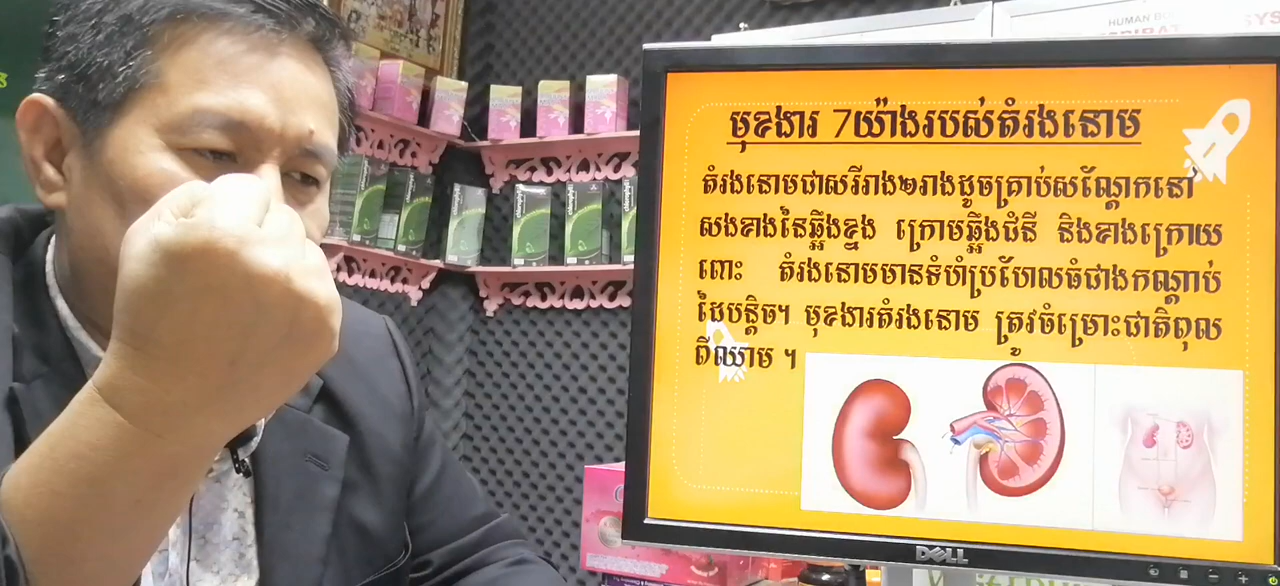 HUMAN BO
SYS
មុខងារ 7យ៉ាងរបស់តំរងនោម
តំរងនោមជាសរីរាង្គ២រាងដូចគ្រាប់សណ្តែកនៅ
សងខាងនៃឆ្អឹងខ្នង ក្រោមឆ្អឹងជំនី និងខាងក្រោយ
ពោះ តំរងនោមមានទំហំប្រហែលធំជាងកណ្តាប់
ដៃបន្តិច។ មុខងារតំរងនោម ត្រូវចំម្រោះជាតិពុល
ពីឈាម ។
DELL